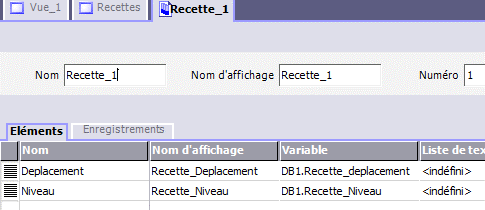 Vue_1 Recettes Recette_1
Nom Recette_1 Nom d'affichage Recette_1 Numéro 1
Eléments Enregistrements
Nom Nom d'affichage Variable Liste de tex
Deplacement Recette_Deplacement DB1.Recette_deplacement <indéfini>
Niveau Recette_Niveau DB1.Recette_Niveau <indéfini>